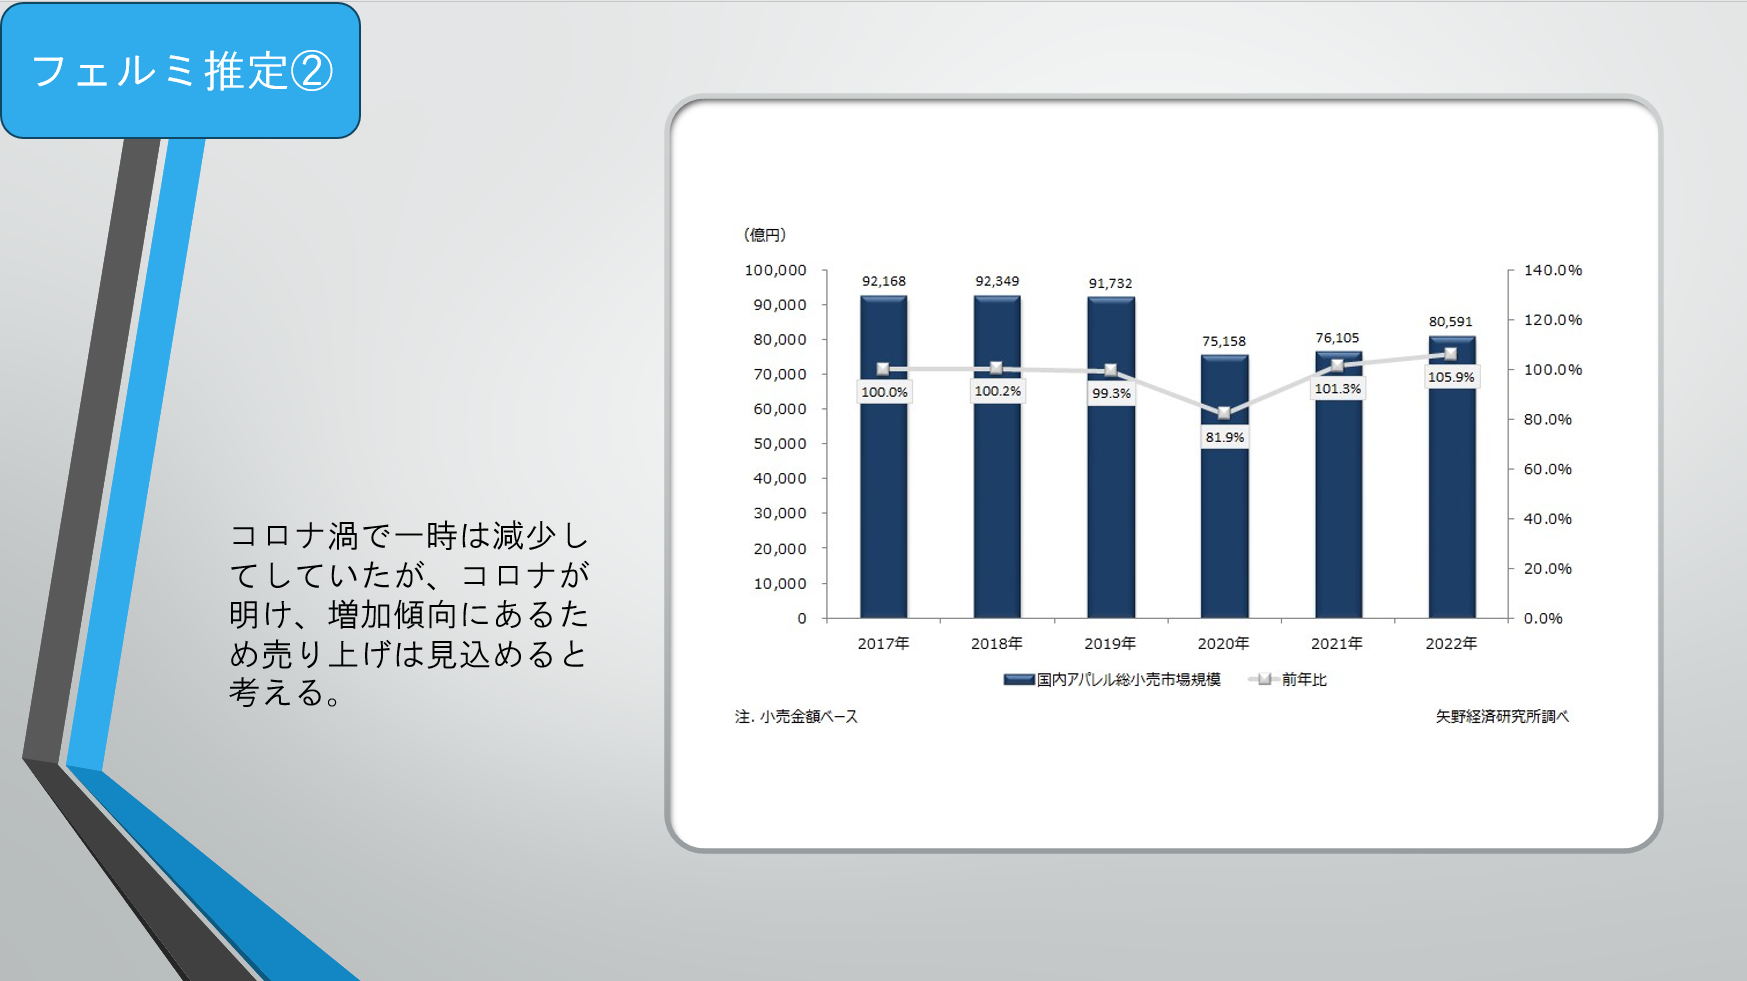 フェルミ推定②
コロナ渦で一時は減少し
てしていたが、コロナが
明け、増加傾向にあるた
め売り上げは見込めると
考える。
（億円）
100,000
90,000
80,000
70,000
60,000
50,000
40,000
30,000
20,000
10,000
0
92,168
92,349
91,732
75,158
76,105
80,591
100.0%
100.2%
99.3%
81.9%
101.3%
105.9%
140.0%
120.0%
100.0%
80.0%
60.0%
40.0%
20.0%
0.0%
2017年 2018年 2019年 2020年 2021年 2022年
国内アパレル総小売市場規模 前年比
注. 小売金額ベース
矢野経済研究所調べ